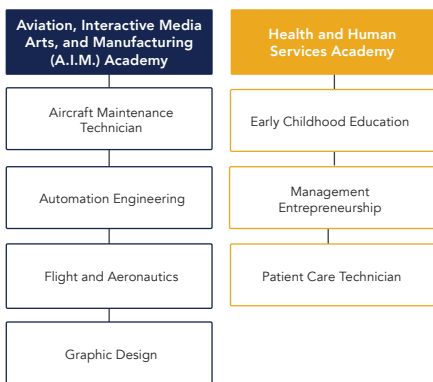 Aviation, Interactive Media
Arts, and Manufacturing
(A.I.M.) Academy
Aircraft Maintenance
Technician
Automation Engineering
Flight and Aeronautics
Graphic Design
Health and Human
Services Academy
Early Childhood Education
Management
Entrepreneurship
Patient Care Technician